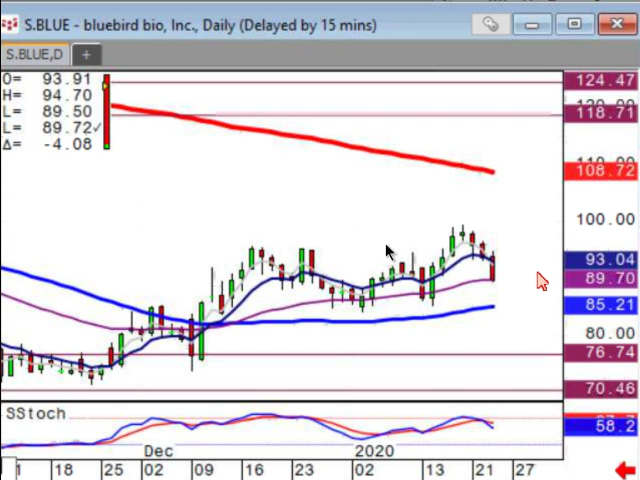 S.BLUE - bluebird bio, Inc., Daily (Delayed by 15 mins)
S.BLUE,D +
O= 93.91
H= 94.70
L= 89.50
L= 89.72✓
Δ= -4.08
124.47
118.71
108.72
100.00
93.04
89.70
85.21
80.00
76.74
70.46
SStoch
58.2
Dec 2020
18 25 02 09 16 23 02 13 21 27